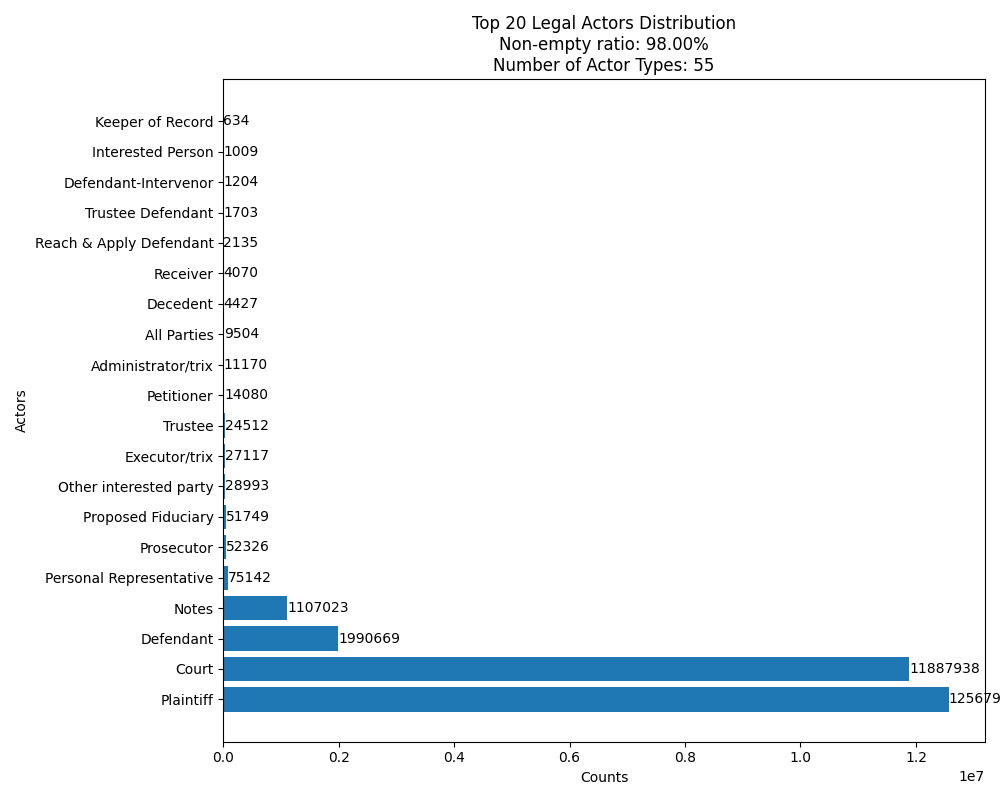 Top 20 Legal Actors Distribution
Non-empty ratio: 98.00%
Number of Actor Types: 55
Keeper of Record 634
Interested Person 1009
Defendant-Intervenor 1204
Trustee Defendant 1703
Reach & Apply Defendant 2135
Receiver 4070
Decedent 4427
All Parties 9504
Administrator/trix 11170
Petitioner 14080
Trustee 24512
Executor/trix 27117
Other interested party 28993
Proposed Fiduciary 51749
Prosecutor 52326
Personal Representative 75142
Notes 1107023
Defendant 1990669
Court 11887938
Plaintiff 125679
Actors
0.0 0.2 0.4 0.6 0.8 1.0 1.2
1e7
Counts